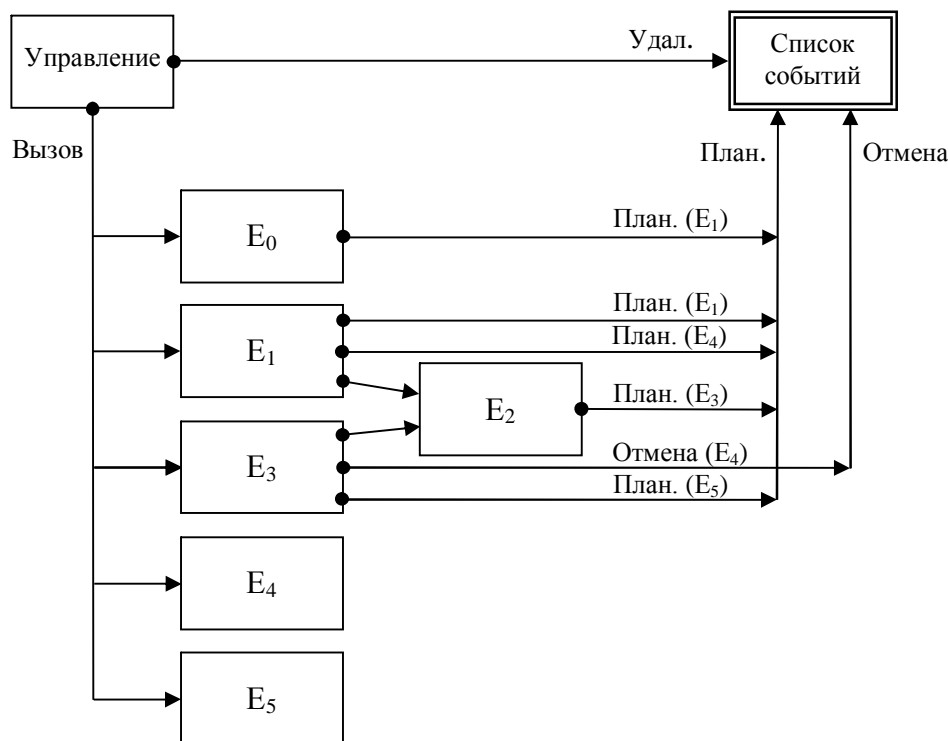 Управление
Удал.
Список
событий
Вызов
План.
Отмена
E₀
План. (E₁)
E₁
План. (E₁)
План. (E₄)
E₂
План. (E₃)
E₃
Отмена (E₄)
План. (E₅)
E₄
E₅